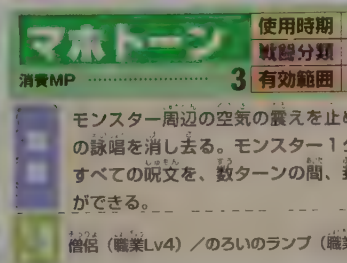 マホトーン
使用時期
戦闘分類
消費MP ……………… 3
有効範囲
モンスター周辺の空気の震えを止め
の詠唱を消し去る。モンスター1グ
すべての呪文を、数ターンの間、
ができる。
僧侶（職業Lv4）／のろいのランプ（職業